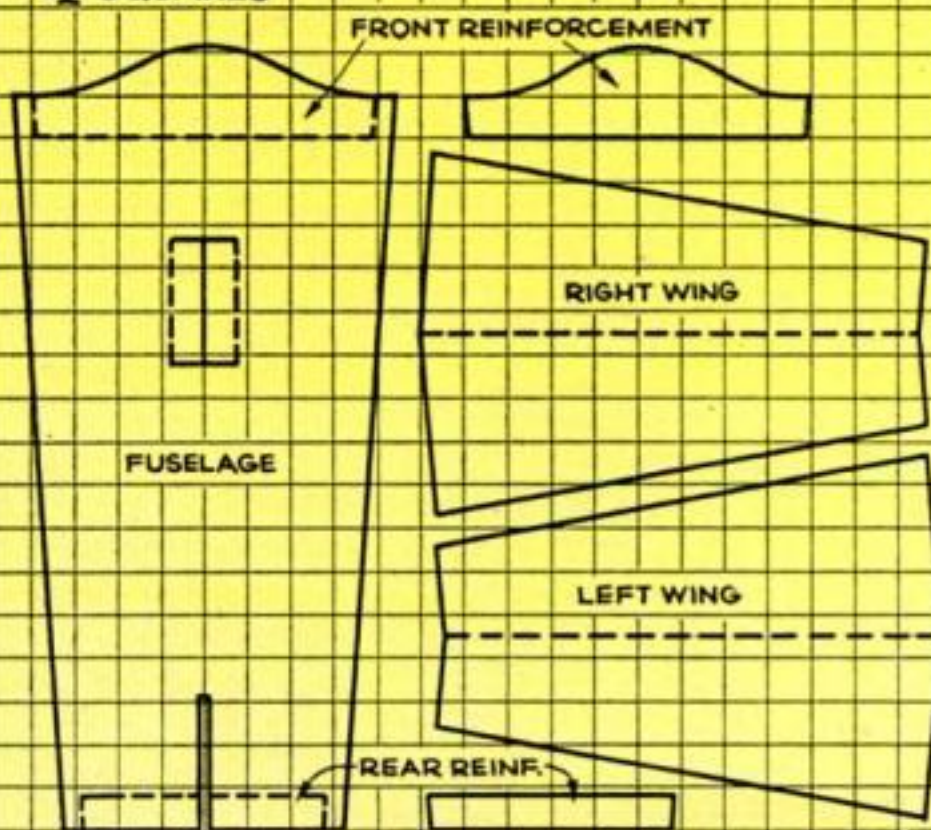 FRONT REINFORCEMENT
RIGHT WING
FUSELAGE
LEFT WING
REAR REINF.